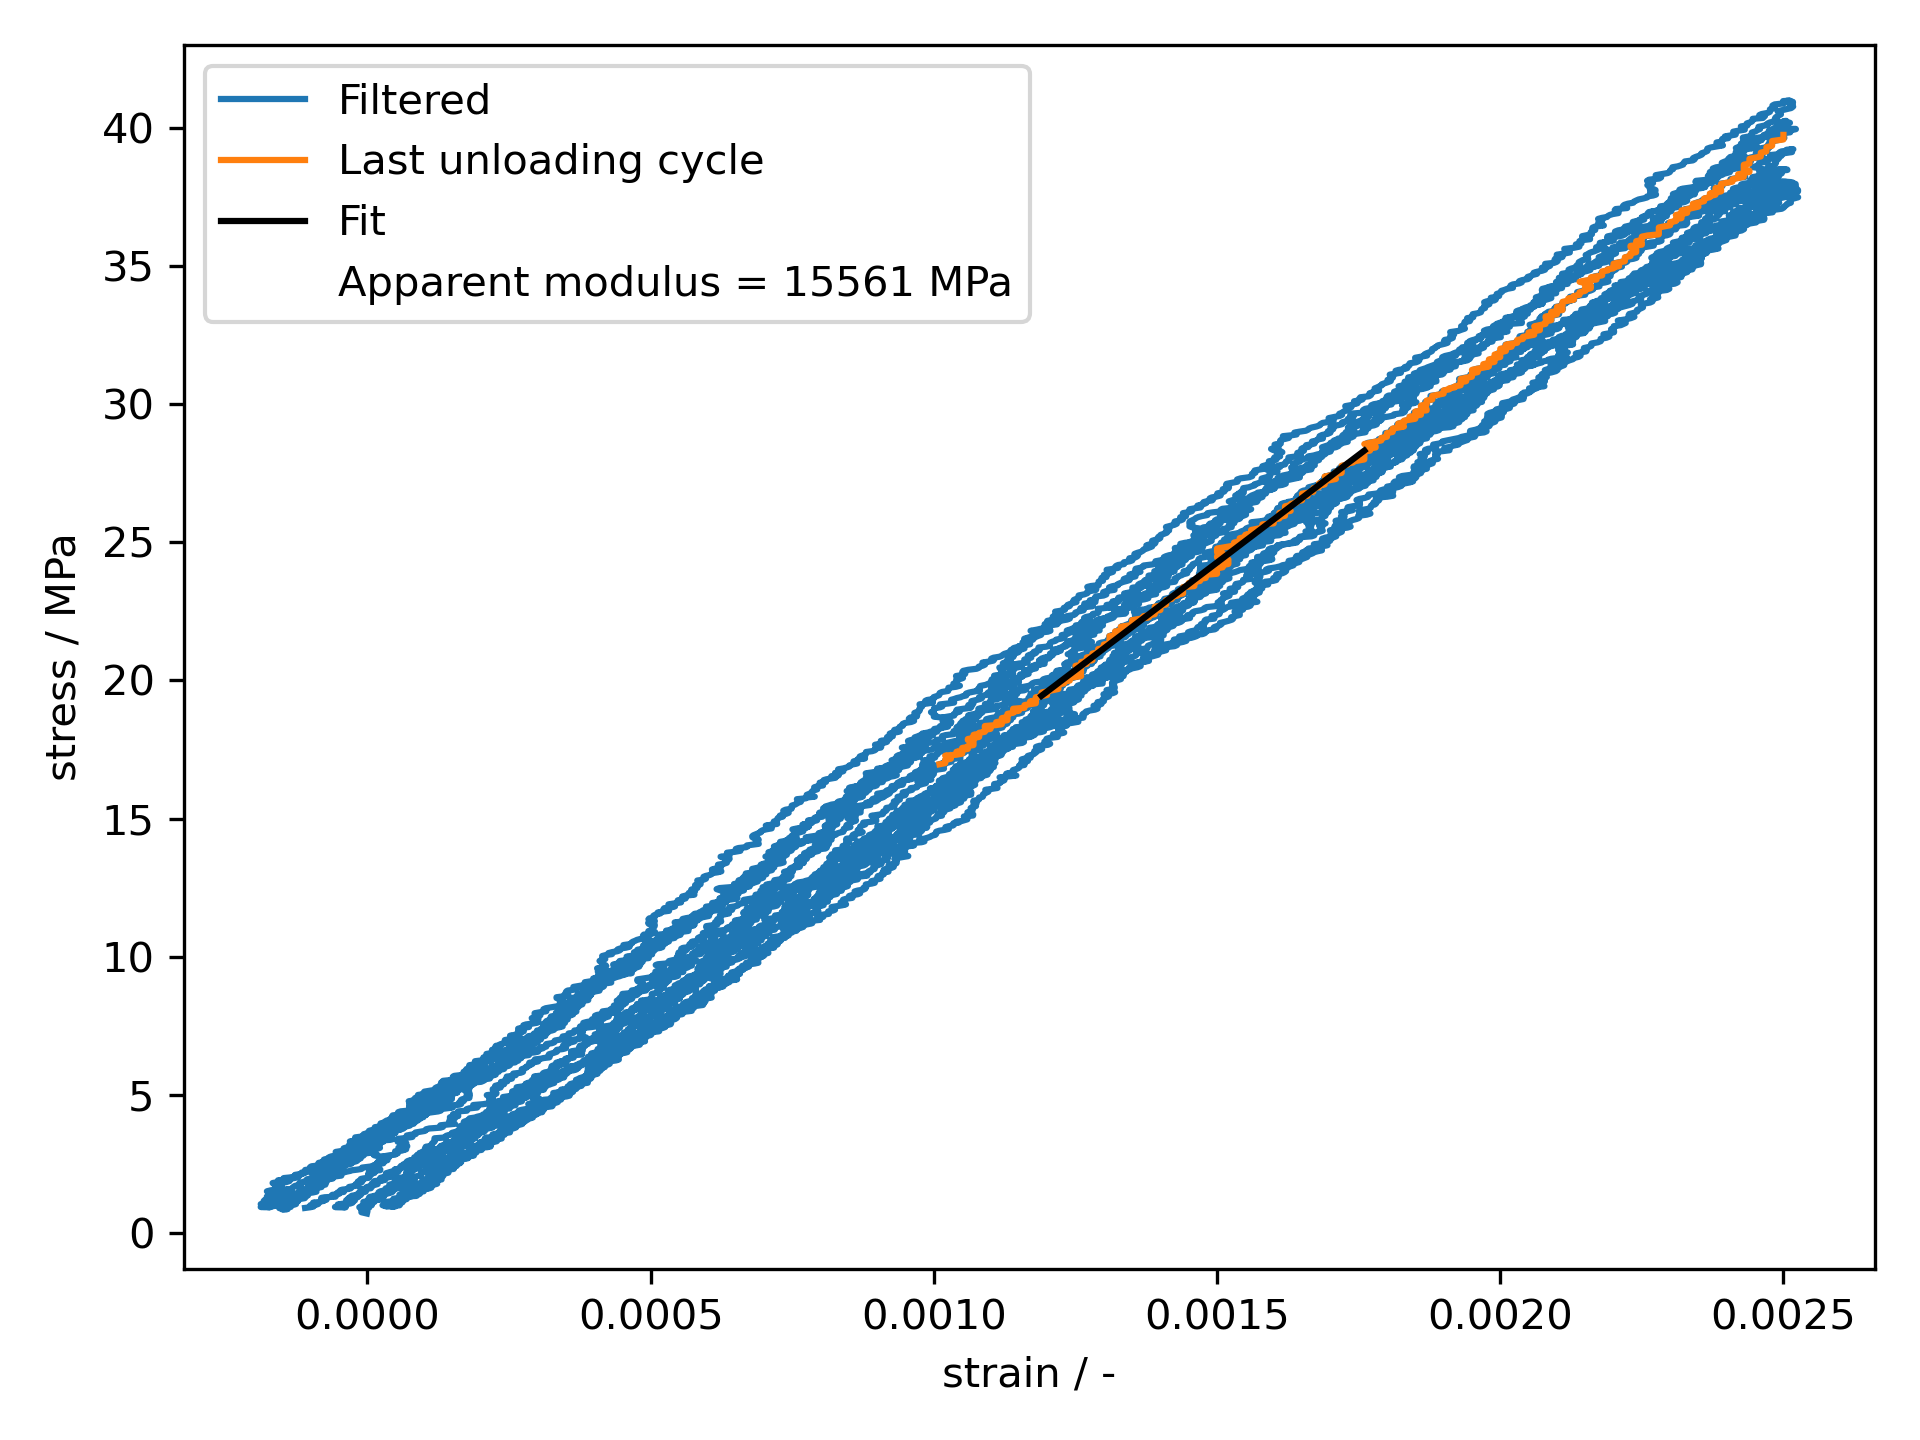 Filtered
Last unloading cycle
Fit
Apparent modulus = 15561 MPa
40
35
30
25
20
15
10
5
0
stress / MPa
0.0000 0.0005 0.0010 0.0015 0.0020 0.0025
strain / -